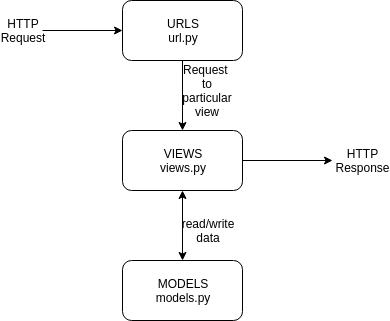 HTTP
Request
URLS
url.py
Request
to
particular
view
VIEWS
views.py
HTTP
Response
read/write
data
MODELS
models.py